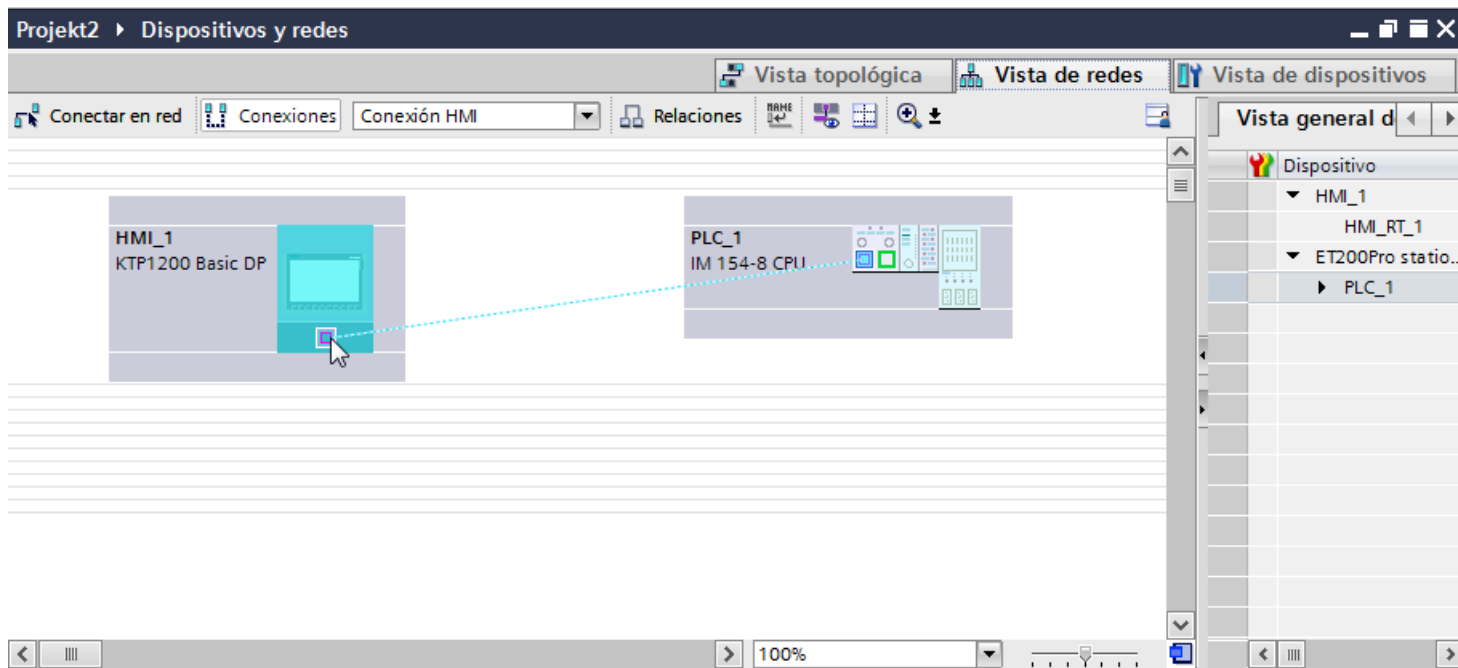 Projekt2 ▸ Dispositivos y redes
Vista topológica Vista de redes Vista de dispositivos
Conectar en red Conexiones Conexión HMI Relaciones NAME Vista general d
Dispositivo
HMI_1
HMI_RT_1
ET200Pro statio...
PLC_1
HMI_1
KTP1200 Basic DP
PLC_1
IM 154-8 CPU
100%